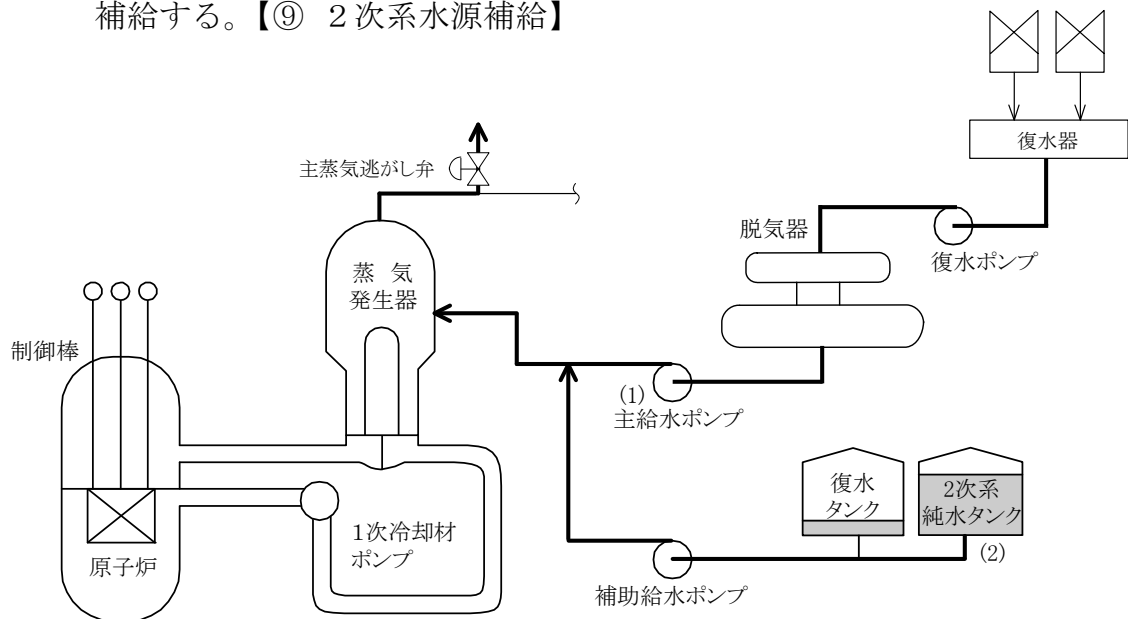 補給する。【⑨ 2次系水源補給】
復水器
主蒸気逃がし弁
脱気器
復水ポンプ
蒸気
発生器
制御棒
(1)
主給水ポンプ
復水
タンク
2次系
純水タンク
(2)
1次冷却材
ポンプ
原子炉
補助給水ポンプ